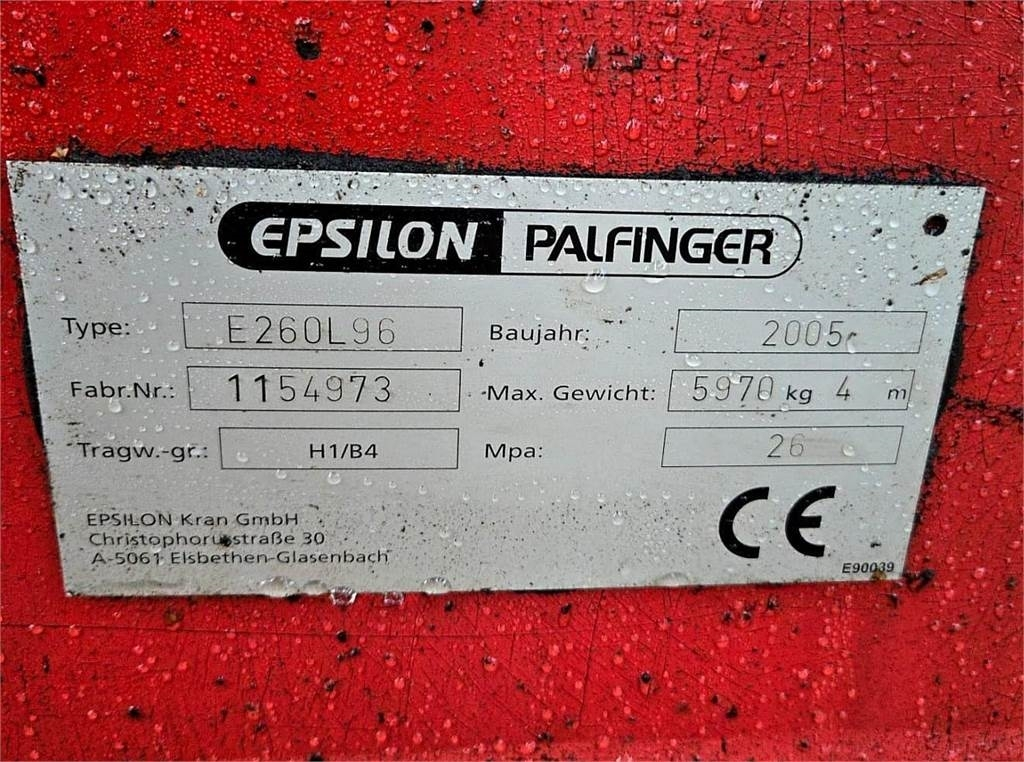 EPSILON PALFINGER
Type: E260L96 Baujahr: 2005
Fabr.Nr.: 1154973 Max. Gewicht: 5970 kg 4 m
Tragw.-gr.: H1/B4 Mpa: 26
EPSILON Kran GmbH
Christophorusstraße 30
A-5061 Elsbethen-Glasenbach
CE
E90039